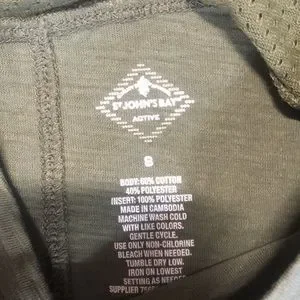 ST JOHN'S BAY
ACTIVE
S
BODY: 60% COTTON
40% POLYESTER
INSERT: 100% POLYESTER
MADE IN CAMBODIA
MACHINE WASH COLD
WITH LIKE COLORS.
GENTLE CYCLE.
USE ONLY NON-CHLORINE
BLEACH WHEN NEEDED.
TUMBLE DRY LOW.
IRON ON LOWEST
SETTING AS NEEDED
SUPPLIER